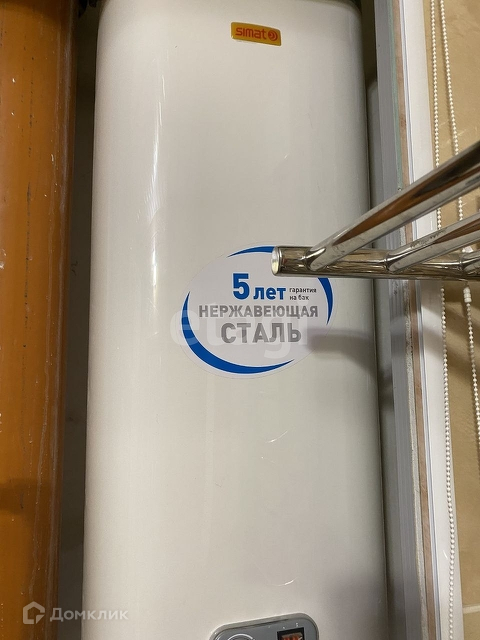 simat
5 лет гарантия
на бак
НЕРЖАВЕЮЩАЯ
СТАЛЬ
Домклик